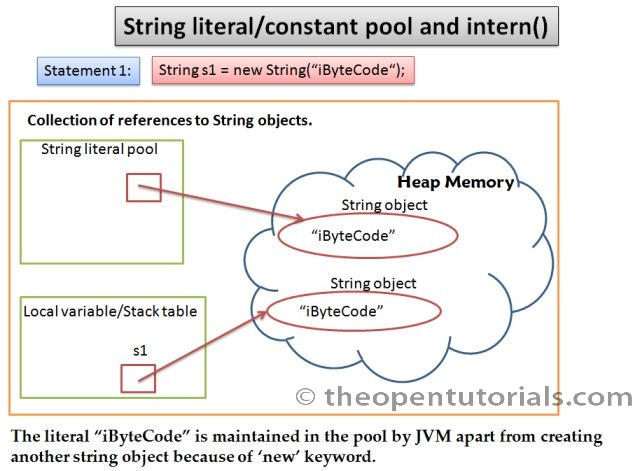 String literal/constant pool and intern()
Statement 1:
String s1 = new String(“iByteCode“);
Collection of references to String objects.
String literal pool
Heap Memory
String object
“iByteCode”
String object
“iByteCode”
Local variable/Stack table
s1
© theopentutorials.com
The literal “iByteCode” is maintained in the pool by JVM apart from creating
another string object because of ‘new’ keyword.